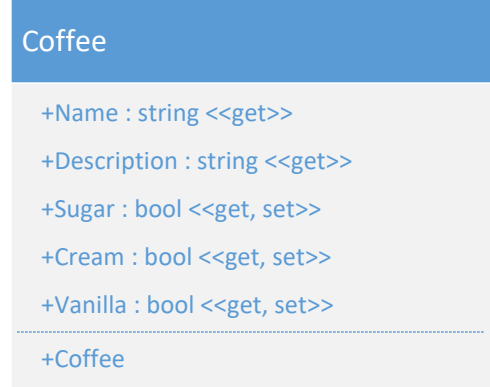 Coffee
+Name : string <<get>>
+Description : string <<get>>
+Sugar : bool <<get, set>>
+Cream : bool <<get, set>>
+Vanilla : bool <<get, set>>
+Coffee